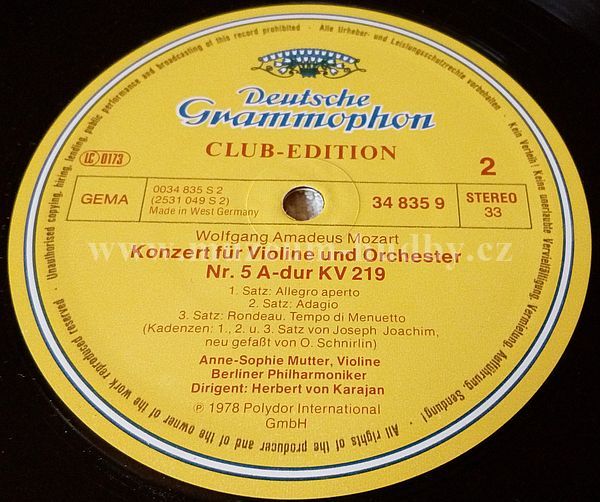 Deutsche
Grammophon
CLUB-EDITION
2
LC 0173
GEMA
0034 835 S 2
(2531 049 S 2)
Made in West Germany
34 835 9
STEREO
33
Wolfgang Amadeus Mozart
Konzert für Violine und Orchester
Nr. 5 A-dur KV 219
1. Satz: Allegro aperto
2. Satz: Adagio
3. Satz: Rondeau. Tempo di Menuetto
(Kadenzen: 1., 2. u. 3. Satz von Joseph Joachim,
neu gefaßt von O. Schnirlin)
Anne-Sophie Mutter, Violine
Berliner Philharmoniker
Dirigent: Herbert von Karajan
℗ 1978 Polydor International
GmbH
Alle Urheber- und Leistungsschutzrechte vorbehalten · Kein Verleih! Keine unerlaubte Vervielfältigung, Vermietung, Aufführung, Sendung! ·
All rights of the producer and of the owner of the work reproduced reserved · Unauthorised copying, hiring, lending, public performance and broadcasting of this record prohibited ·